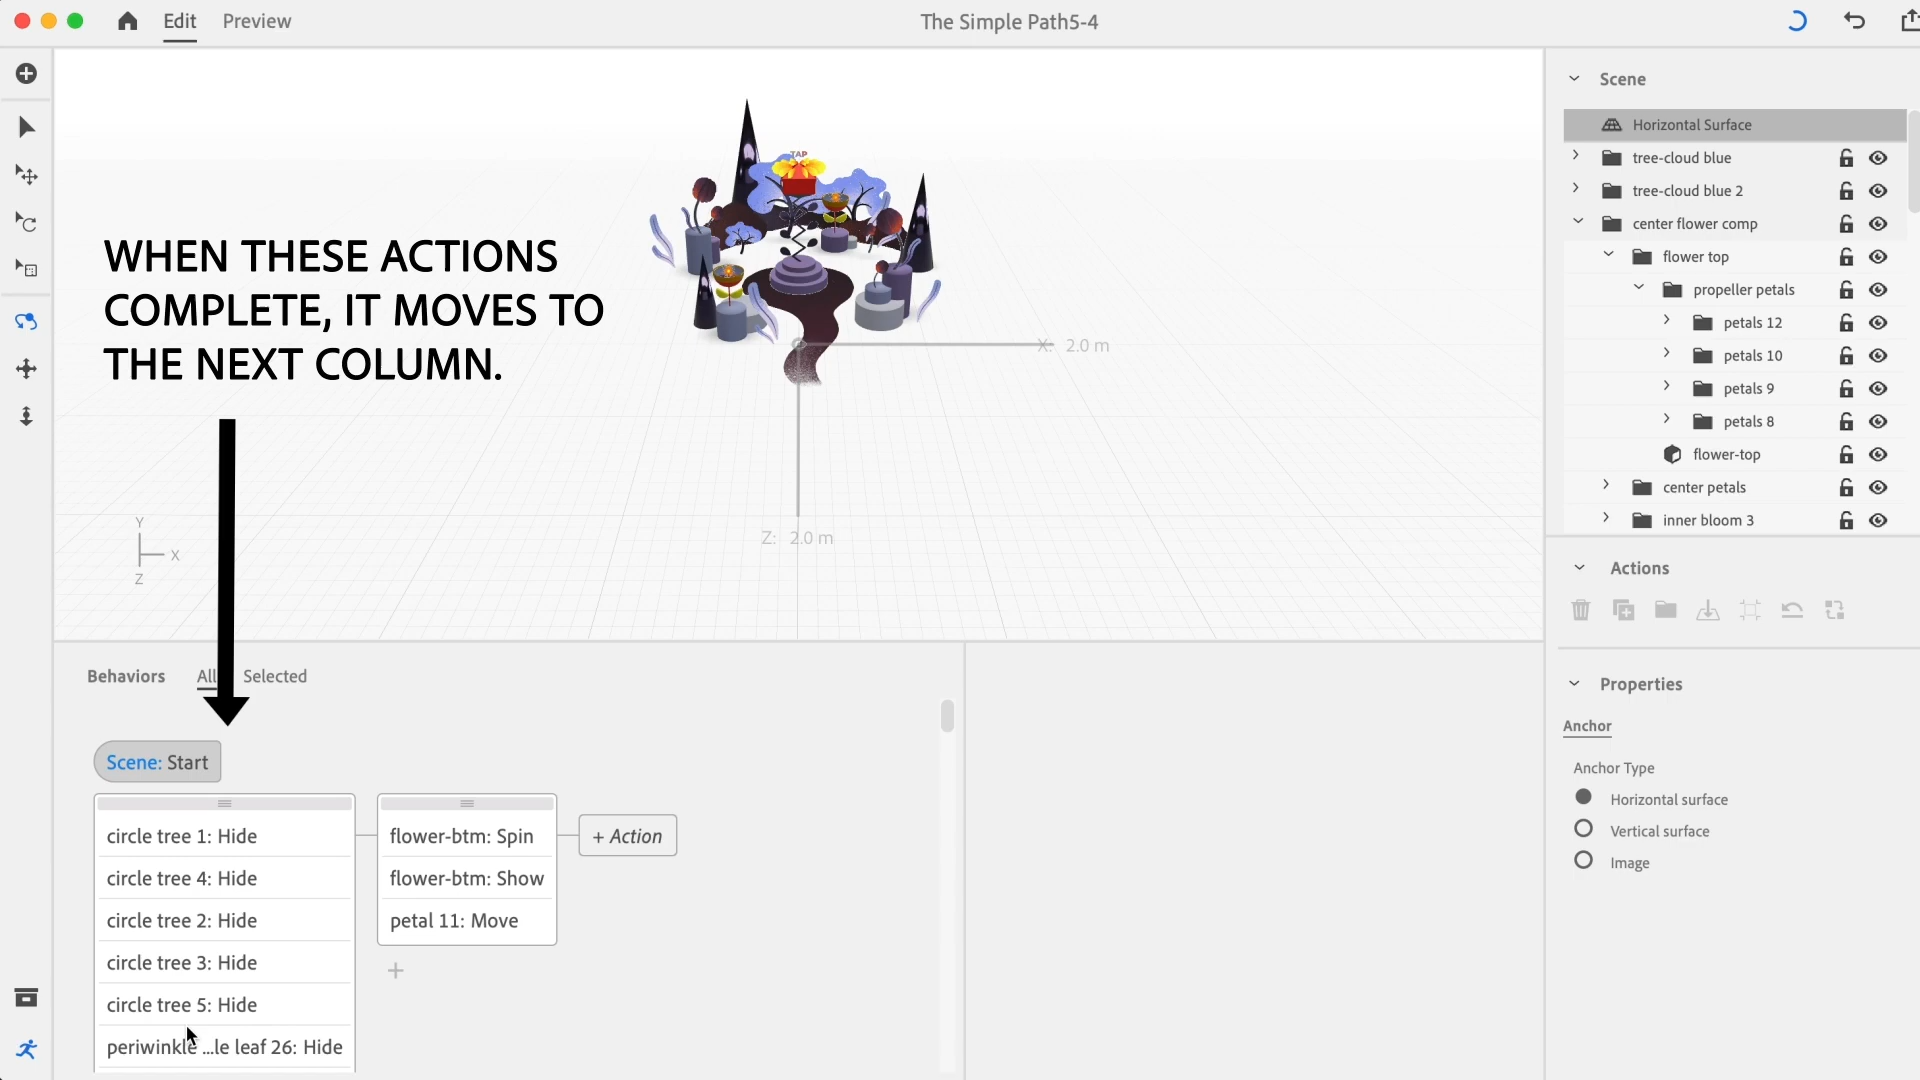 Edit
Preview
The Simple Path5-4
Scene
Horizontal Surface
tree-cloud blue
tree-cloud blue 2
center flower comp
flower top
propeller petals
petals 12
petals 10
petals 9
petals 8
flower-top
center petals
inner bloom 3
TAP
WHEN THESE ACTIONS
COMPLETE, IT MOVES TO
THE NEXT COLUMN.
X: 2.0 m
Z: 2.0 m
Y
X
Z
Actions
Properties
Anchor
Anchor Type
Horizontal surface
Vertical surface
Image
Behaviors
All
Selected
Scene: Start
circle tree 1: Hide
circle tree 4: Hide
circle tree 2: Hide
circle tree 3: Hide
circle tree 5: Hide
periwinkle ...le leaf 26: Hide
flower-btm: Spin
flower-btm: Show
petal 11: Move
+
+ Action